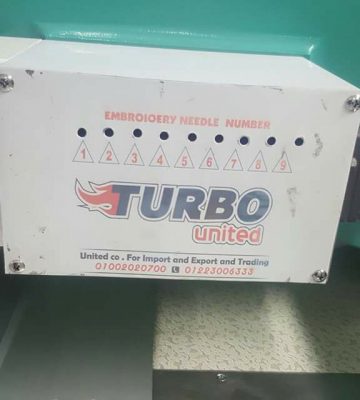 EMBROIOERY NEEDLE NUMBER
1 2 3 4 5 6 7 8 9
TURBO
united
United co . For Import and Export and Trading
01002020700 01223006333